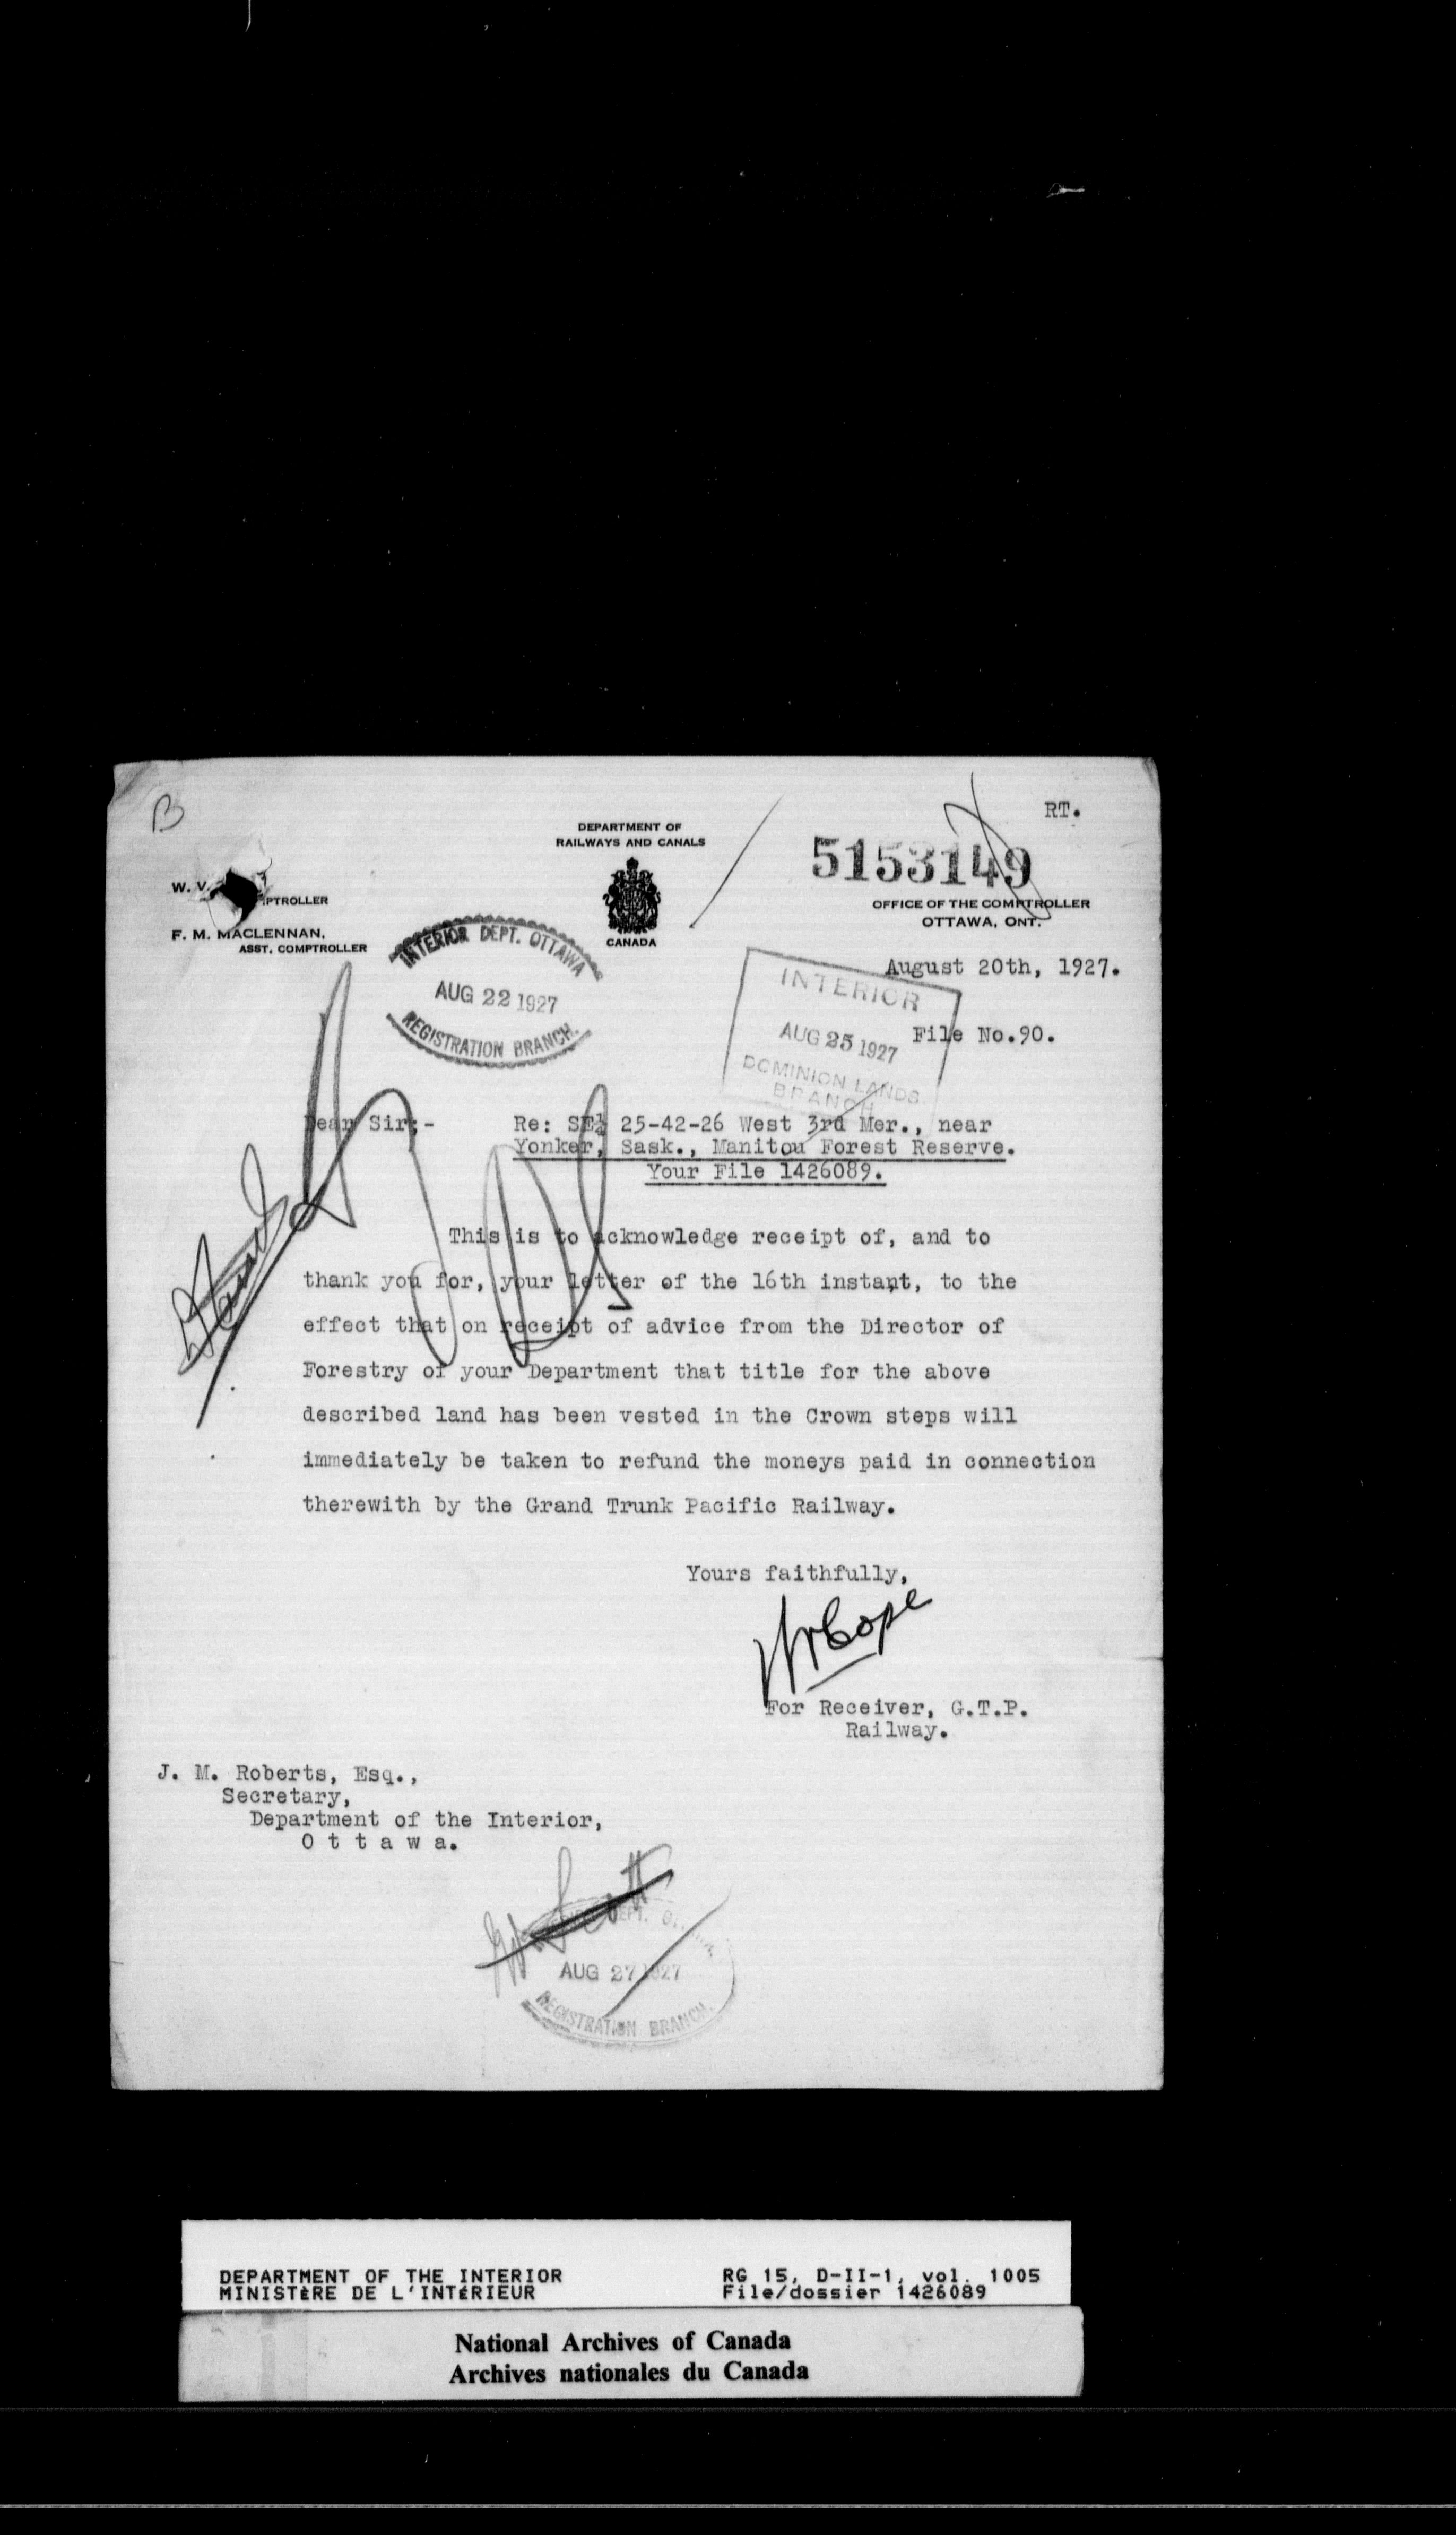 B
RT.
DEPARTMENT OF
RAILWAYS AND CANALS
5153149
W. V.
PTROLLER
OFFICE OF THE COMPTROLLER
OTTAWA, ONT.
F. M. MACLENNAN,
ASST. COMPTROLLER
CANADA
INTERIOR DEPT. OTTAWA
AUG 22 1927
REGISTRATION BRANCH.
August 20th, 1927.
INTERIOR
AUG 25 1927
DOMINION LANDS
BRANCH
File No.90.
Dear Sir:-
Re: SE¼ 25-42-26 West 3rd Mer., near
Yonker, Sask., Manitou Forest Reserve.
Your File 1426089.
This is to acknowledge receipt of, and to
thank you for, your letter of the 16th instant, to the
effect that on receipt of advice from the Director of
Forestry of your Department that title for the above
described land has been vested in the Crown steps will
immediately be taken to refund the moneys paid in connection
therewith by the Grand Trunk Pacific Railway.
Yours faithfully,
Cope
For Receiver, G.T.P.
Railway.
J. M. Roberts, Esq.,
Secretary,
Department of the Interior,
O t t a w a.
Scott
DEPT.
AUG 27 1927
REGISTRATION BRANCH.
DEPARTMENT OF THE INTERIOR
MINISTÈRE DE L'INTÉRIEUR
RG 15, D-II-1, vol. 1005
File/dossier 1426089
National Archives of Canada
Archives nationales du Canada